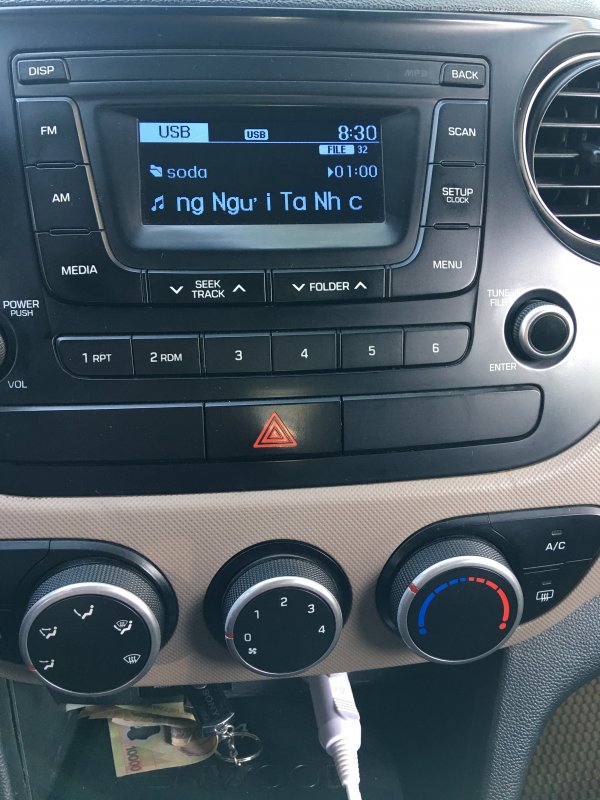 DISP
MP3
BACK
FM
AM
MEDIA
USB
USB
8:30
FILE 32
soda
01:00
ng Ngư i Ta Nh c
SCAN
SETUP
CLOCK
MENU
SEEK
TRACK
FOLDER
POWER
PUSH
VOL
TUNE
FILE
ENTER
1 RPT
2 RDM
3
4
5
6
A/C
0
1
2
3
4
10000